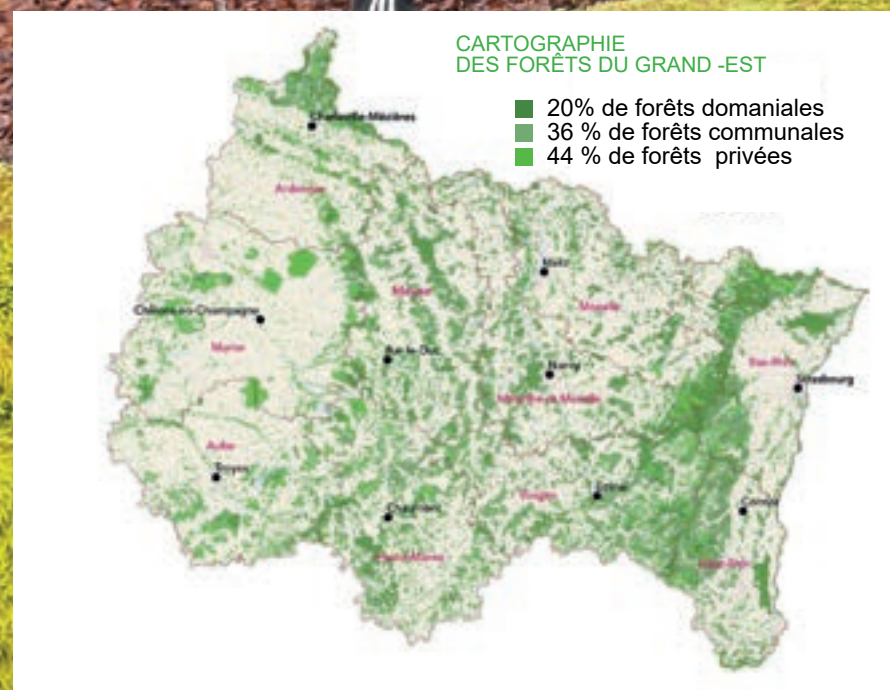 CARTOGRAPHIE
DES FORÊTS DU GRAND -EST
20% de forêts domaniales
36 % de forêts communales
44 % de forêts  privées
Charleville-Mézières
Ardennes
Metz
Meuse
Moselle
Châlons-en-Champagne
Marne
Bar-le-Duc
Nancy
Bas-Rhin
Strasbourg
Meurthe-et-Moselle
Aube
Troyes
Vosges
Épinal
Colmar
Chaumont
Haute-Marne
Haut-Rhin